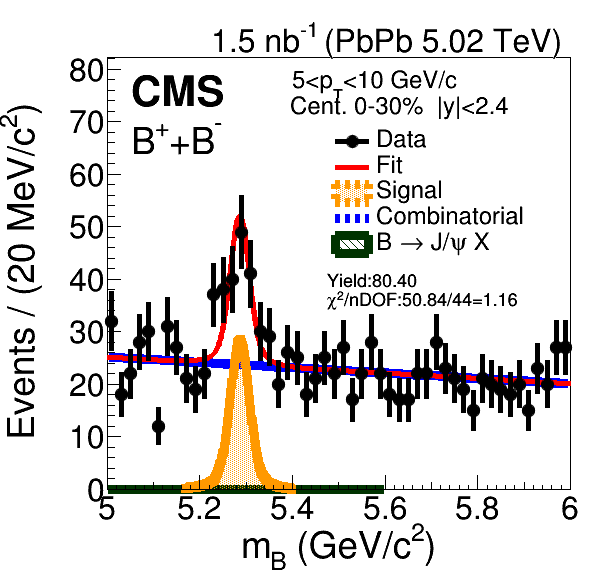 1.5 nb⁻¹ (PbPb 5.02 TeV)
CMS
B⁺+B⁻
5<p_T<10 GeV/c
Cent. 0-30% |y|<2.4
Data
Fit
Signal
Combinatorial
B → J/ψ X
Yield:80.40
χ²/nDOF:50.84/44=1.16
Events / (20 MeV/c²)
80
70
60
50
40
30
20
10
0
5 5.2 5.4 5.6 5.8 6
m_B (GeV/c²)